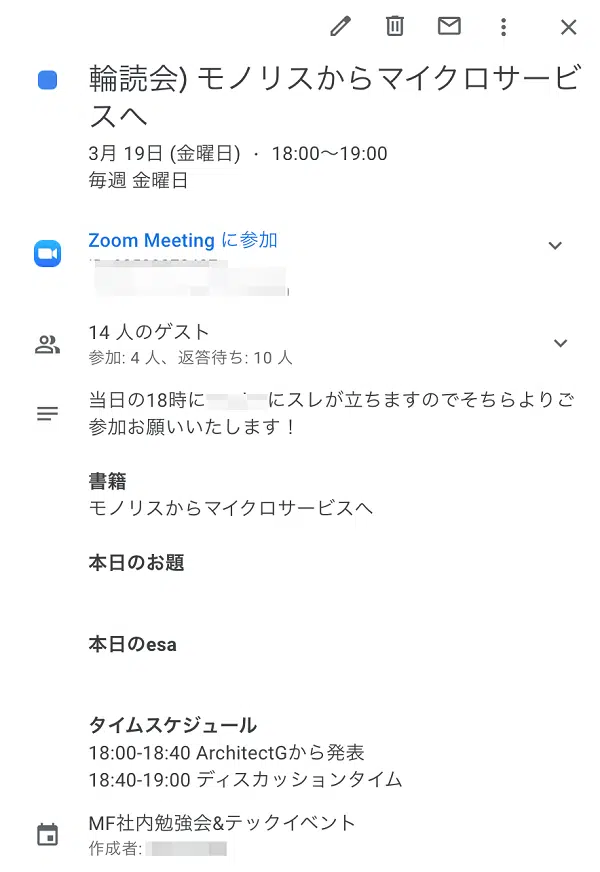 輪読会) モノリスからマイクロサービ
スへ
3月 19日 (金曜日) ・ 18:00～19:00
毎週 金曜日
Zoom Meeting に参加
14 人のゲスト
参加: 4 人、返答待ち: 10 人
当日の18時に にスレが立ちますのでそちらよりご
参加お願いいたします！
書籍
モノリスからマイクロサービスへ
本日のお題
本日のesa
タイムスケジュール
18:00-18:40 ArchitectGから発表
18:40-19:00 ディスカッションタイム
MF社内勉強会&テックイベント
作成者: